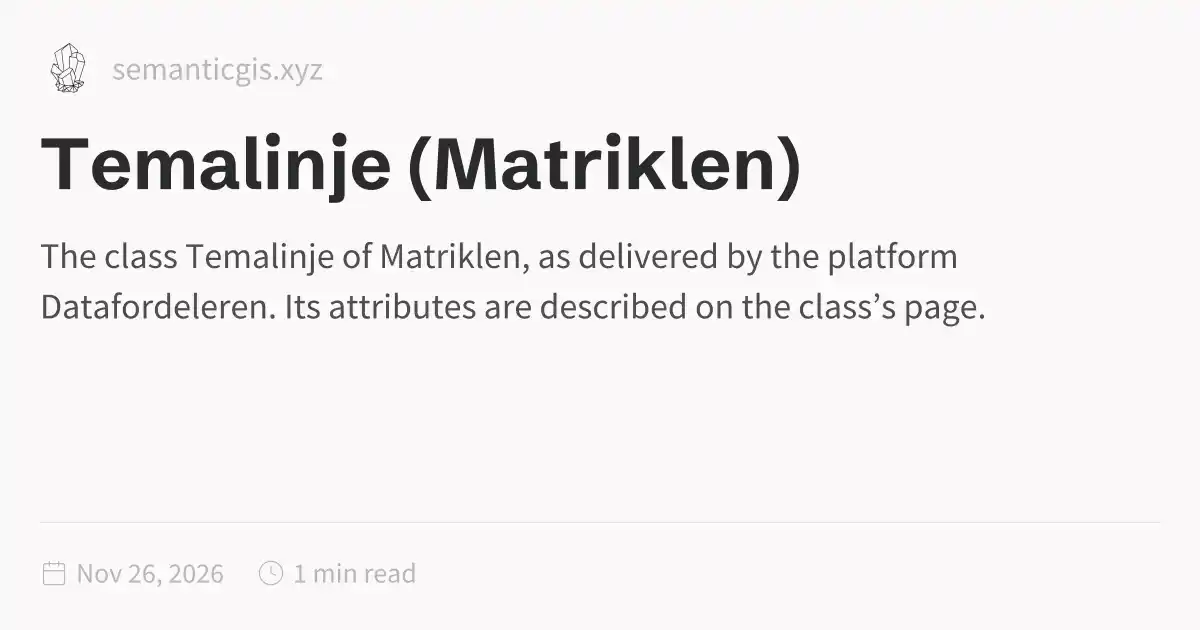 semanticgis.xyz
Temalinje (Matriklen)
The class Temalinje of Matriklen, as delivered by the platform
Datafordeleren. Its attributes are described on the class’s page.
Nov 26, 2026 1 min read